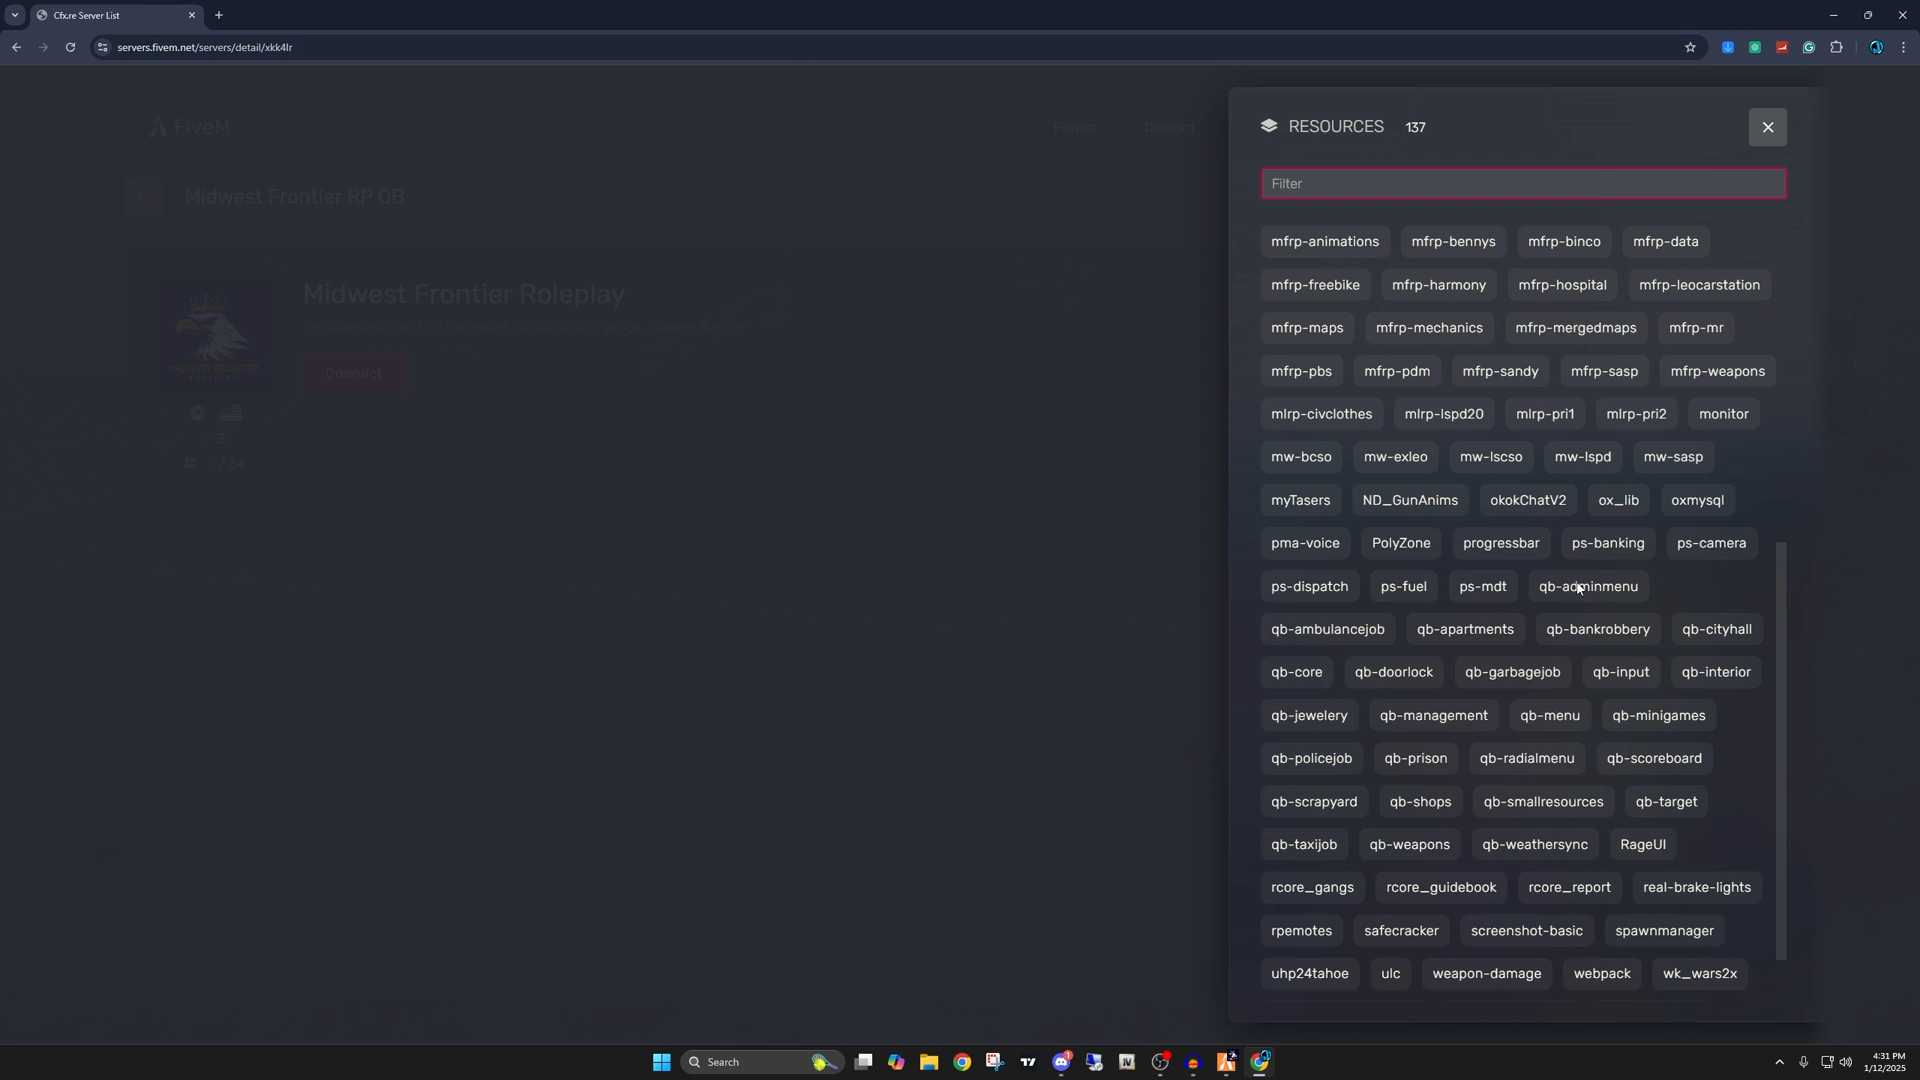 Cfx.re Server List
servers.fivem.net/servers/detail/xkk4lr
FiveM
Forum Discord
Midwest Frontier RP QB
Midwest Frontier Roleplay
Connect
RESOURCES 137
Filter
mfrp-animations mfrp-bennys mfrp-binco mfrp-data
mfrp-freebike mfrp-harmony mfrp-hospital mfrp-leocarstation
mfrp-maps mfrp-mechanics mfrp-mergedmaps mfrp-mr
mfrp-pbs mfrp-pdm mfrp-sandy mfrp-sasp mfrp-weapons
mlrp-civclothes mlrp-lspd20 mlrp-pri1 mlrp-pri2 monitor
mw-bcso mw-exleo mw-lscso mw-lspd mw-sasp
myTasers ND_GunAnims okokChatV2 ox_lib oxmysql
pma-voice PolyZone progressbar ps-banking ps-camera
ps-dispatch ps-fuel ps-mdt qb-adminmenu
qb-ambulancejob qb-apartments qb-bankrobbery qb-cityhall
qb-core qb-doorlock qb-garbagejob qb-input qb-interior
qb-jewelery qb-management qb-menu qb-minigames
qb-policejob qb-prison qb-radialmenu qb-scoreboard
qb-scrapyard qb-shops qb-smallresources qb-target
qb-taxijob qb-weapons qb-weathersync RageUI
rcore_gangs rcore_guidebook rcore_report real-brake-lights
rpemotes safecracker screenshot-basic spawnmanager
uhp24tahoe ulc weapon-damage webpack wk_wars2x
Search
4:31 PM
1/12/2025